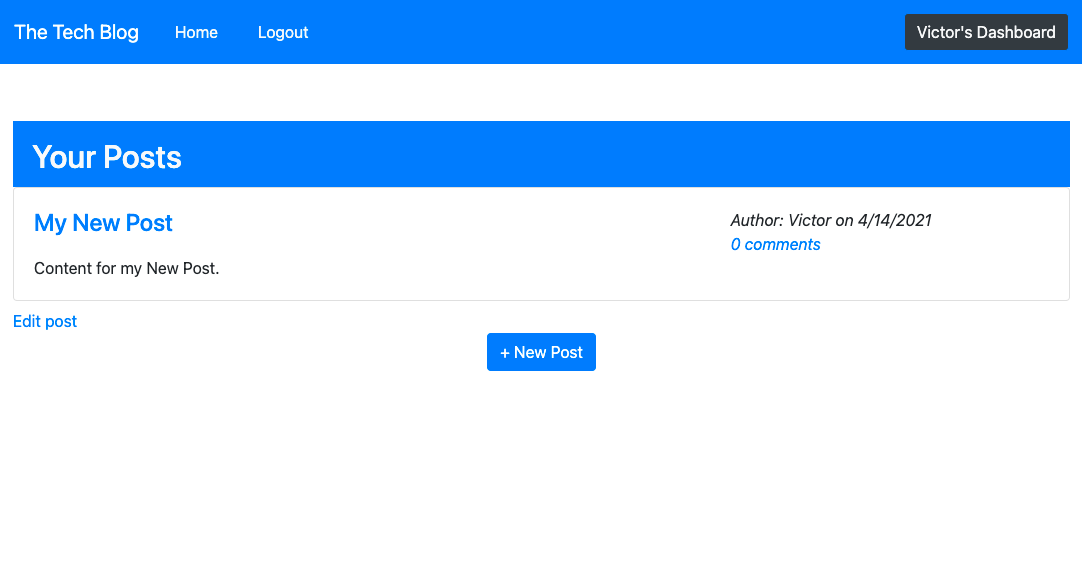 The Tech Blog Home Logout Victor's Dashboard
Your Posts
My New Post
Author: Victor on 4/14/2021
0 comments
Content for my New Post.
Edit post
+ New Post